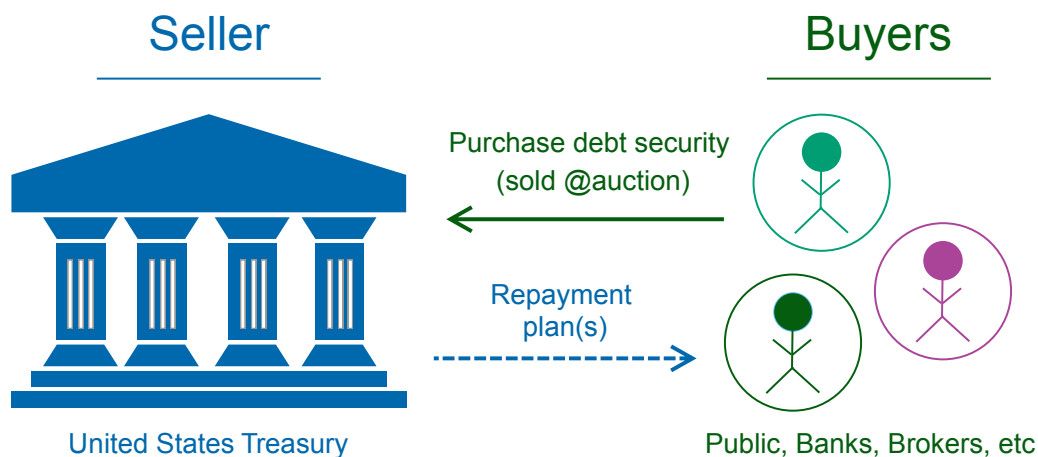 Seller
Buyers
Purchase debt security
(sold @auction)
Repayment
plan(s)
United States Treasury
Public, Banks, Brokers, etc